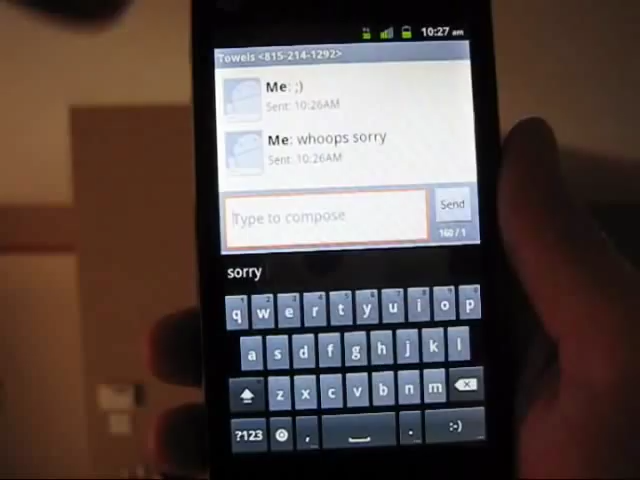 10:27 am
Towels <815-214-1292>
Me: ;)
Sent: 10:26AM
Me: whoops sorry
Sent: 10:26AM
Type to compose
Send
160 / 1
sorry
q w e r t y u i o p
a s d f g h j k l
z x c v b n m
?123 , . :-)